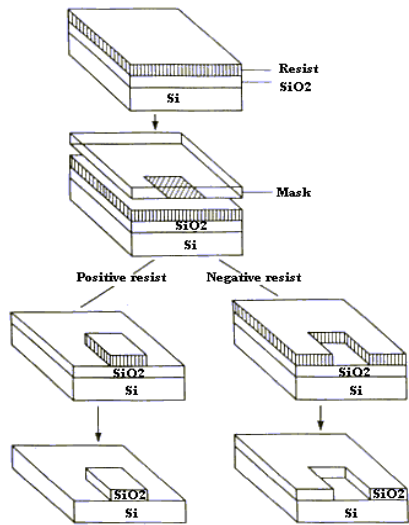 Resist
SiO2
Si
Mask
SiO2
Si
Positive resist
Negative resist
SiO2
Si
SiO2
Si
SiO2
Si
SiO2
Si